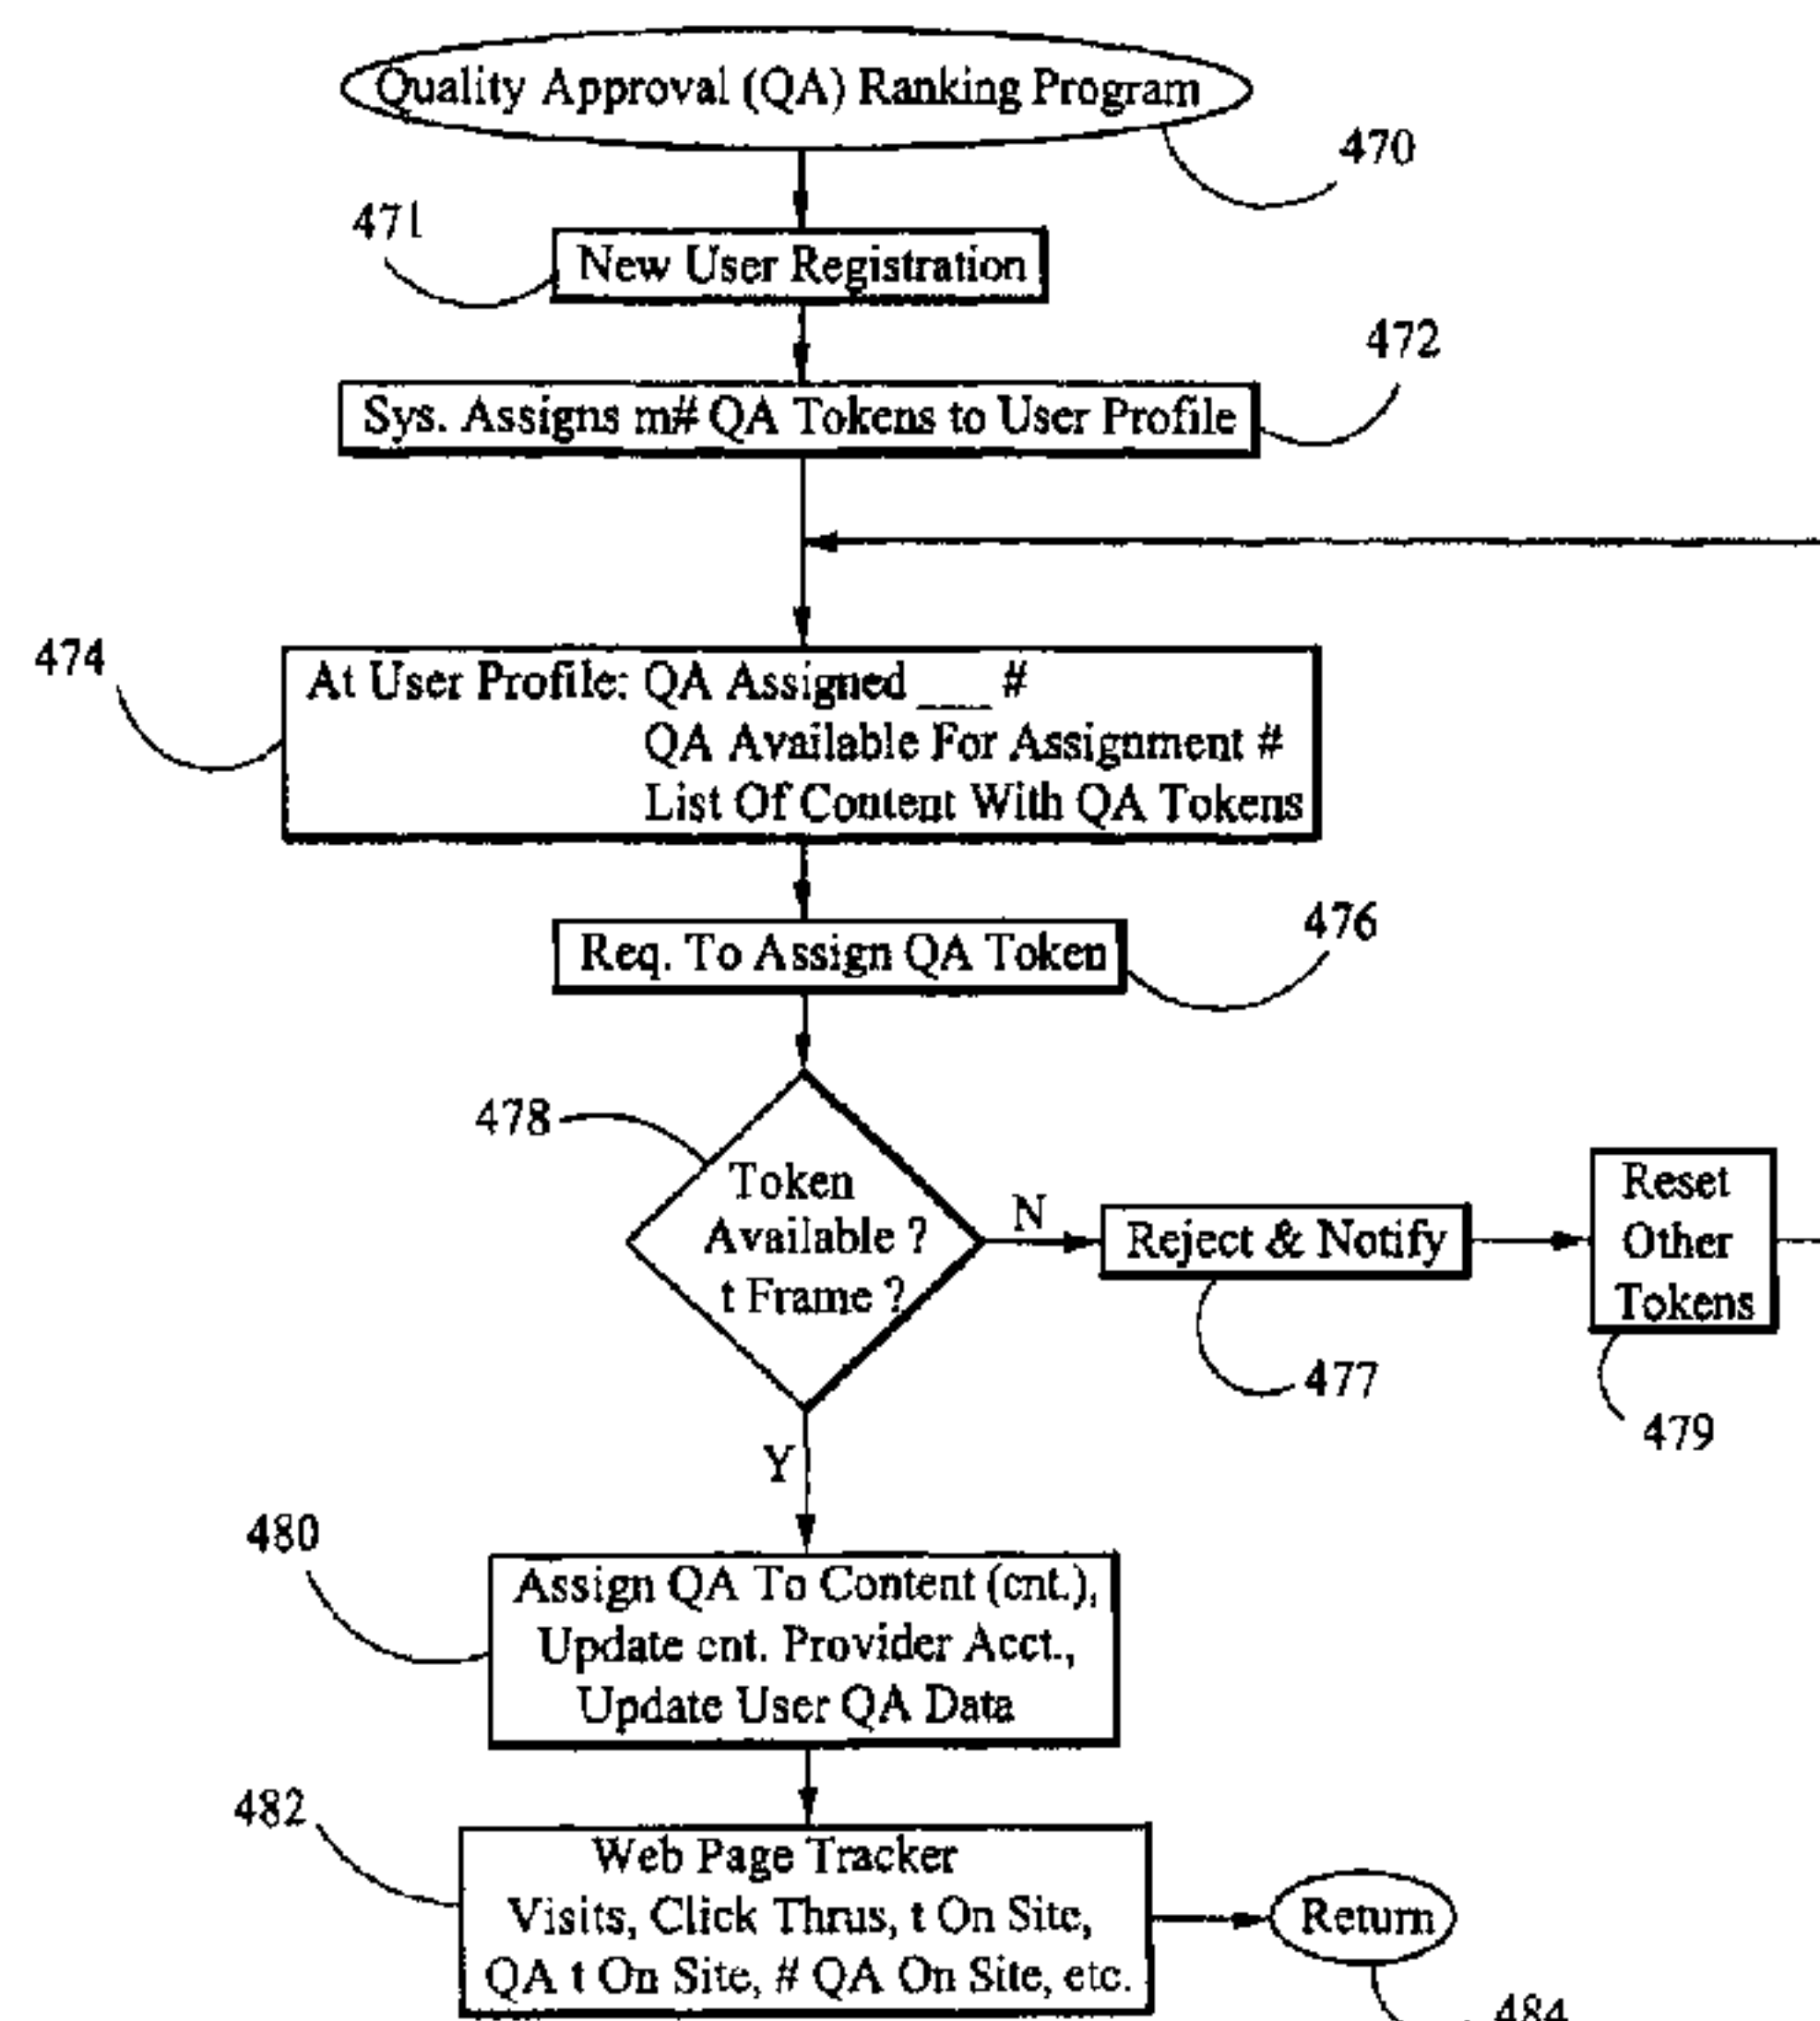 Quality Approval (QA) Ranking Program
470
471
New User Registration
472
Sys. Assigns m# QA Tokens to User Profile
474
At User Profile: QA Assigned ___ #
QA Available For Assignment #
List Of Content With QA Tokens
476
Req. To Assign QA Token
478
Token
Available ?
t Frame ?
N
Reject & Notify
477
Reset
Other
Tokens
479
Y
480
Assign QA To Content (cnt.),
Update cnt. Provider Acct.,
Update User QA Data
482
Web Page Tracker
Visits, Click Thrus, t On Site,
QA t On Site, # QA On Site, etc.
Return
484